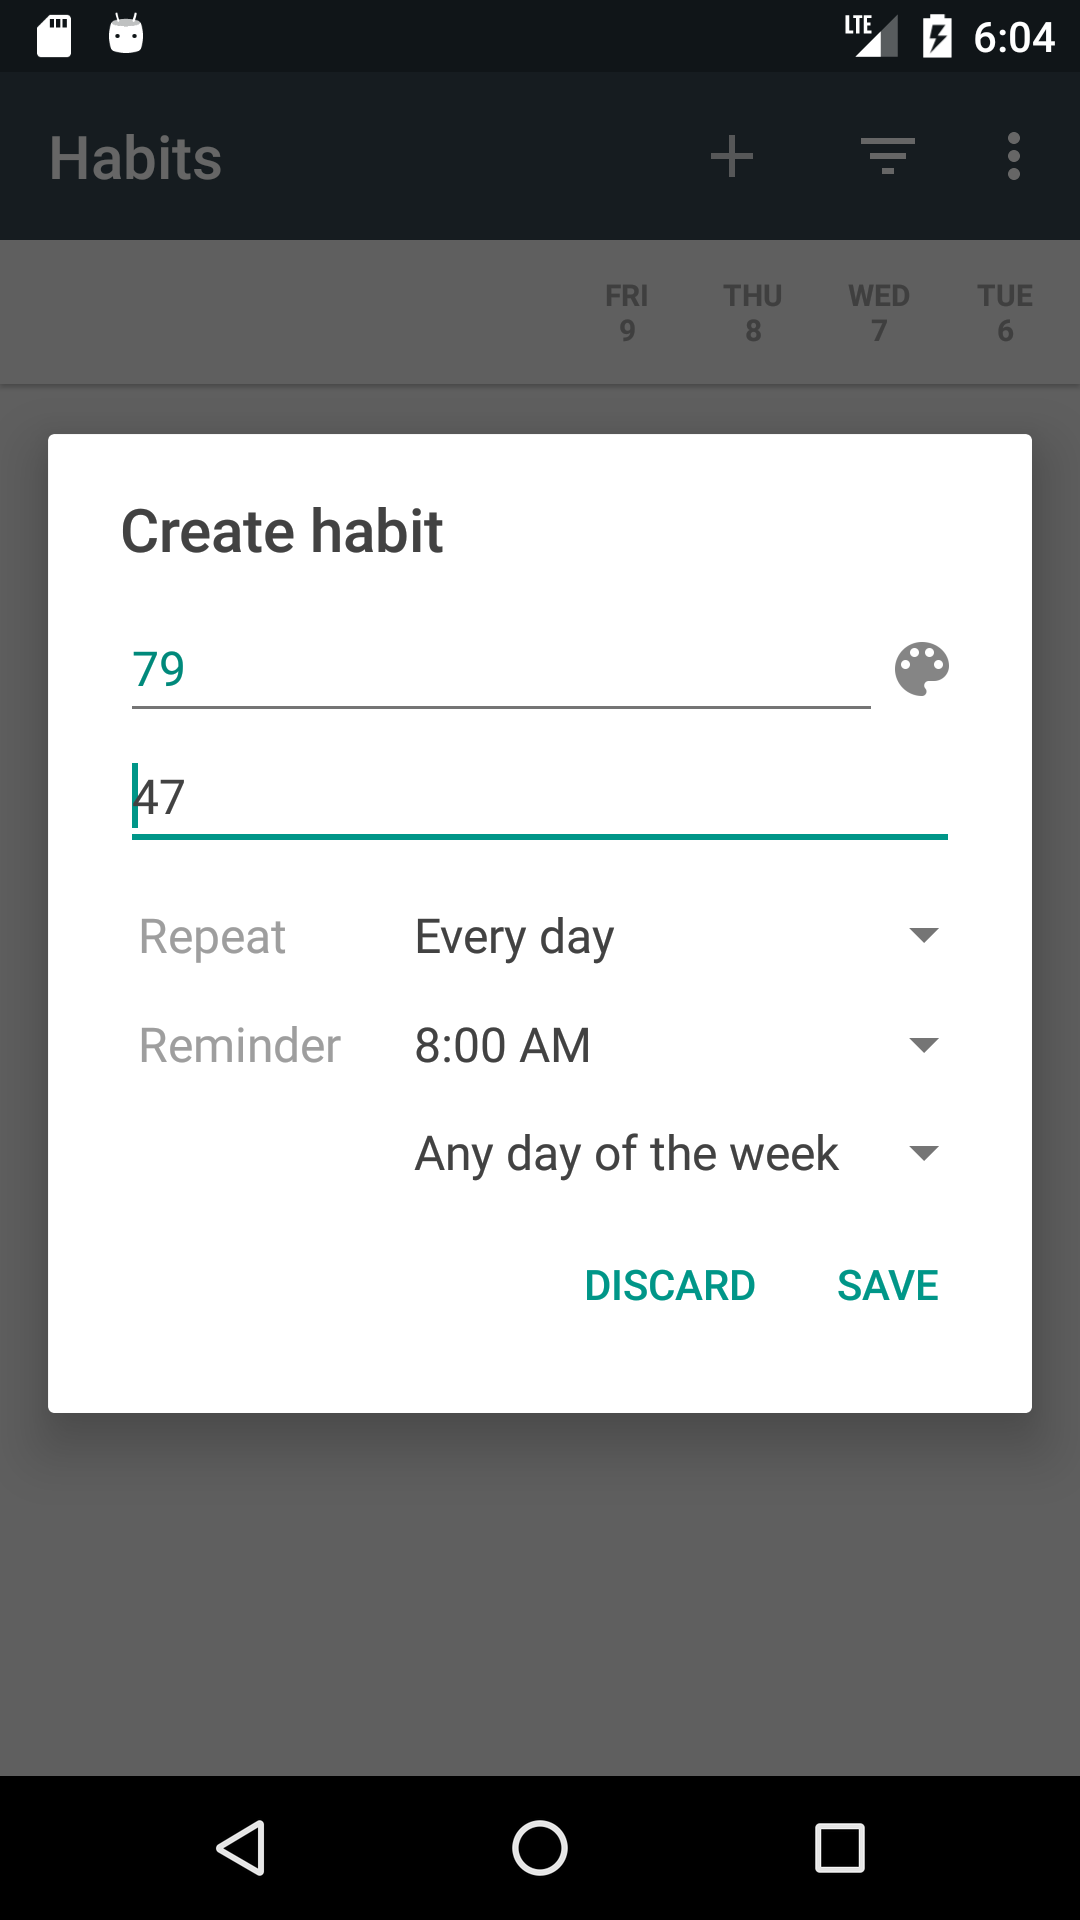 LTE 6:04
Habits
FRI THU WED TUE
9 8 7 6
Create habit
79
47
Repeat Every day
Reminder 8:00 AM
Any day of the week
DISCARD SAVE